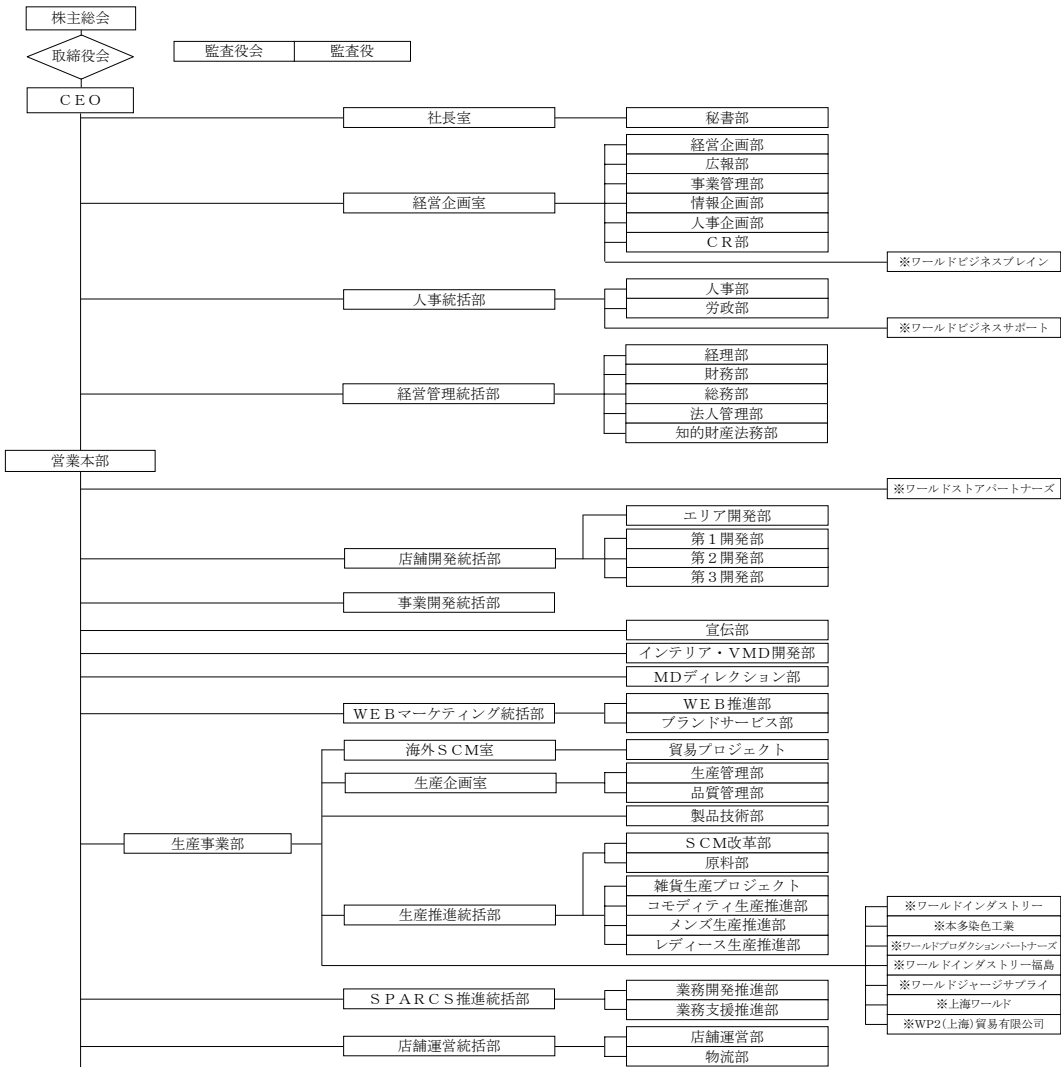 株主総会
取締役会
監査役会 監査役
ＣＥＯ
社長室 秘書部
経営企画部
広報部
事業管理部
経営企画室 情報企画部
人事企画部
ＣＲ部
※ワールドビジネスブレイン
人事統括部 人事部
労政部
※ワールドビジネスサポート
経理部
財務部
経営管理統括部 総務部
法人管理部
知的財産法務部
営業本部
※ワールドストアパートナーズ
エリア開発部
第１開発部
店舗開発統括部 第２開発部
第３開発部
事業開発統括部
宣伝部
インテリア・VMD開発部
MDディレクション部
ＷＥＢマーケティング統括部 ＷＥＢ推進部
ブランドサービス部
海外ＳＣＭ室 貿易プロジェクト
生産企画室 生産管理部
品質管理部
製品技術部
生産事業部 ＳＣＭ改革部
原料部
雑貨生産プロジェクト
生産推進統括部 コモディティ生産推進部
メンズ生産推進部
レディース生産推進部
※ワールドインダストリー
※本多染色工業
※ワールドプロダクションパートナーズ
※ワールドインダストリー福島
※ワールドジャージサプライ
※上海ワールド
※WP2（上海）貿易有限公司
ＳＰＡＲＣＳ推進統括部 業務開発推進部
業務支援推進部
店舗運営統括部 店舗運営部
物流部